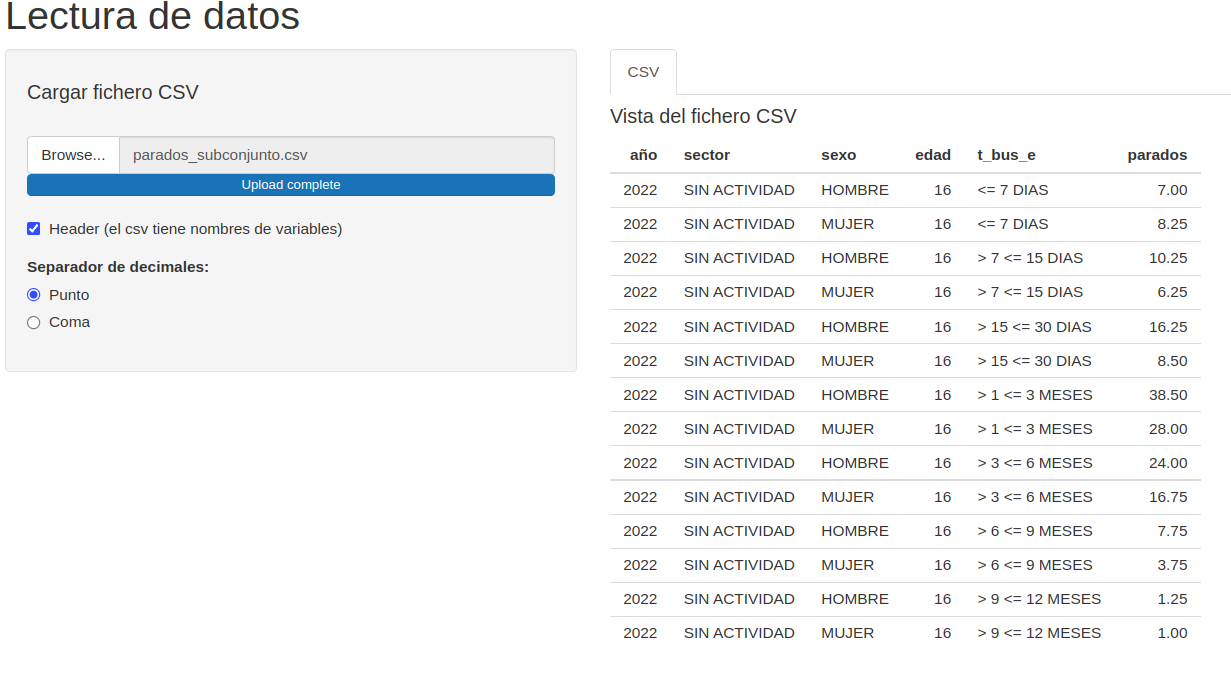 Lectura de datos
Cargar fichero CSV
Browse... parados_subconjunto.csv
Upload complete
Header (el csv tiene nombres de variables)
Separador de decimales:
Punto
Coma
CSV
Vista del fichero CSV
año sector sexo edad t_bus_e parados
2022 SIN ACTIVIDAD HOMBRE 16 <= 7 DIAS 7.00
2022 SIN ACTIVIDAD MUJER 16 <= 7 DIAS 8.25
2022 SIN ACTIVIDAD HOMBRE 16 > 7 <= 15 DIAS 10.25
2022 SIN ACTIVIDAD MUJER 16 > 7 <= 15 DIAS 6.25
2022 SIN ACTIVIDAD HOMBRE 16 > 15 <= 30 DIAS 16.25
2022 SIN ACTIVIDAD MUJER 16 > 15 <= 30 DIAS 8.50
2022 SIN ACTIVIDAD HOMBRE 16 > 1 <= 3 MESES 38.50
2022 SIN ACTIVIDAD MUJER 16 > 1 <= 3 MESES 28.00
2022 SIN ACTIVIDAD HOMBRE 16 > 3 <= 6 MESES 24.00
2022 SIN ACTIVIDAD MUJER 16 > 3 <= 6 MESES 16.75
2022 SIN ACTIVIDAD HOMBRE 16 > 6 <= 9 MESES 7.75
2022 SIN ACTIVIDAD MUJER 16 > 6 <= 9 MESES 3.75
2022 SIN ACTIVIDAD HOMBRE 16 > 9 <= 12 MESES 1.25
2022 SIN ACTIVIDAD MUJER 16 > 9 <= 12 MESES 1.00